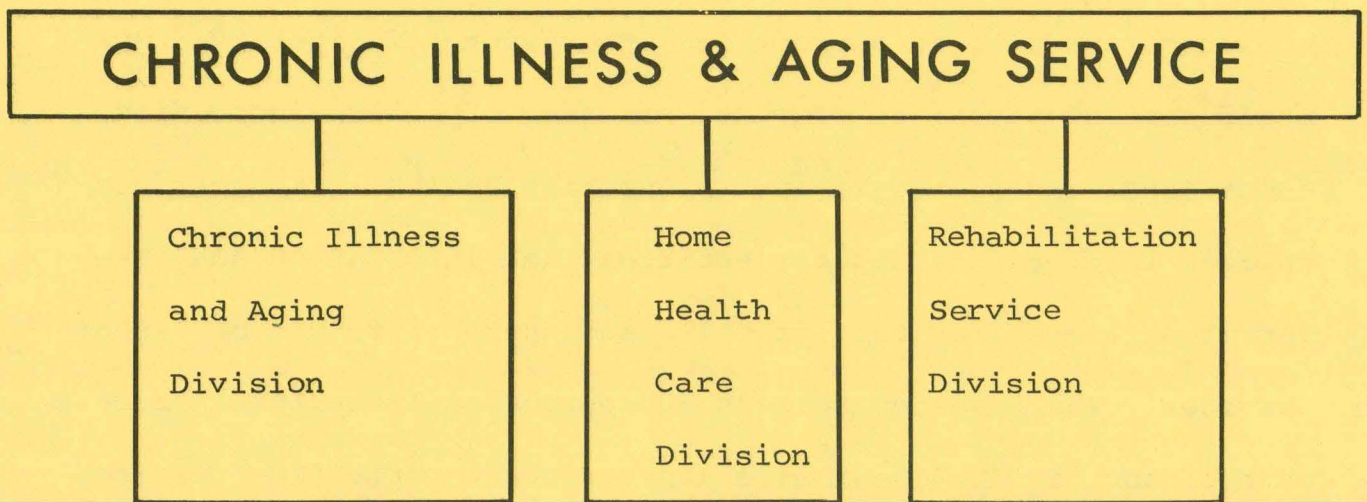 CHRONIC ILLNESS & AGING SERVICE
Chronic Illness
and Aging
Division
Home
Health
Care
Division
Rehabilitation
Service
Division